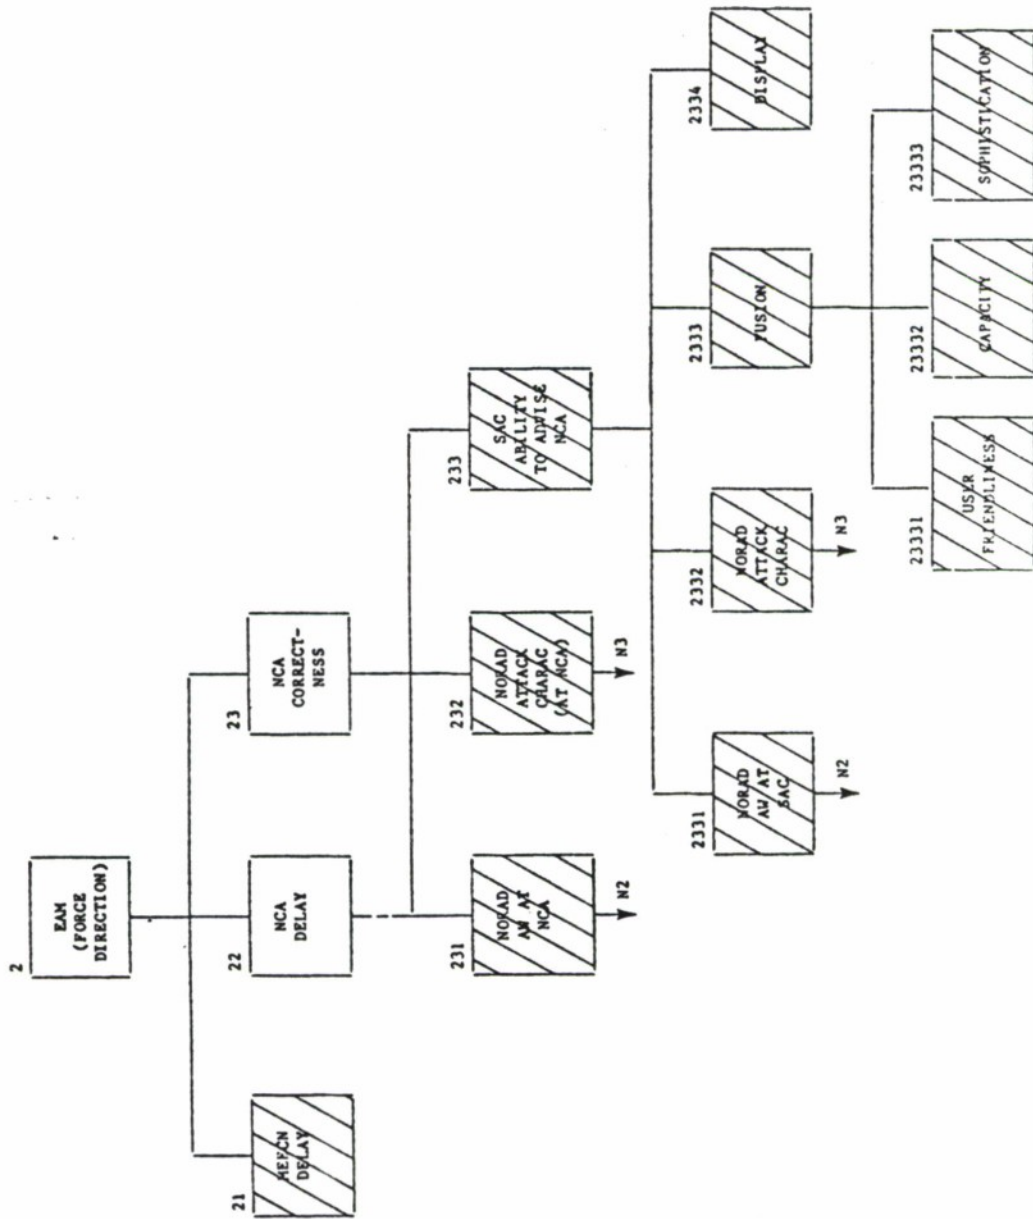 2
EAM
(FORCE
DIRECTION)
21
MEECN
DELAY
22
NCA
DELAY
23
NCA
CORRECT-
NESS
231
NORAD
AW AT
NCA
N2
232
NORAD
ATTACK
CHARAC
(AT NCA)
N3
233
SAC
ABILITY
TO ADVISE
NCA
2331
NORAD
AW AT
SAC
N2
2332
NORAD
ATTACK
CHARAC
N3
2333
FUSION
2334
DISPLAY
23331
USER
FRIENDLINESS
23332
CAPACITY
23333
SOPHISTICATION